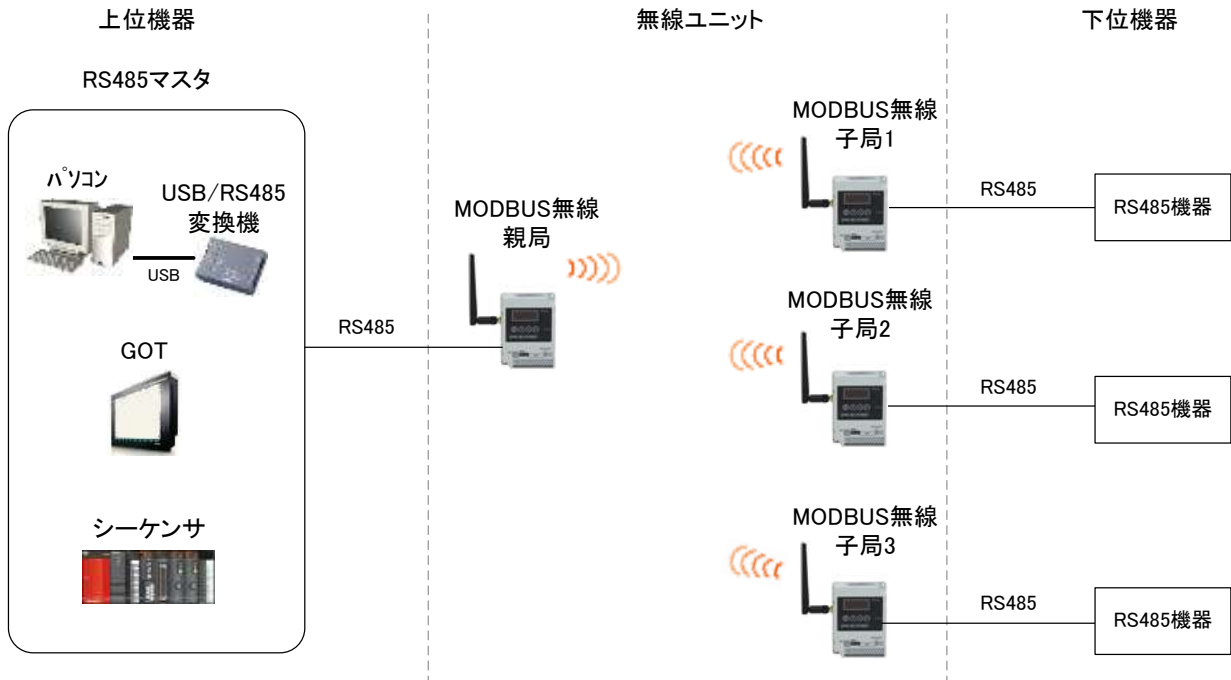 上位機器
無線ユニット
下位機器
RS485マスタ
パソコン
USB/RS485
変換機
USB
GOT
シーケンサ
RS485
MODBUS無線
親局
MODBUS無線
子局1
RS485
RS485機器
MODBUS無線
子局2
RS485
RS485機器
MODBUS無線
子局3
RS485
RS485機器